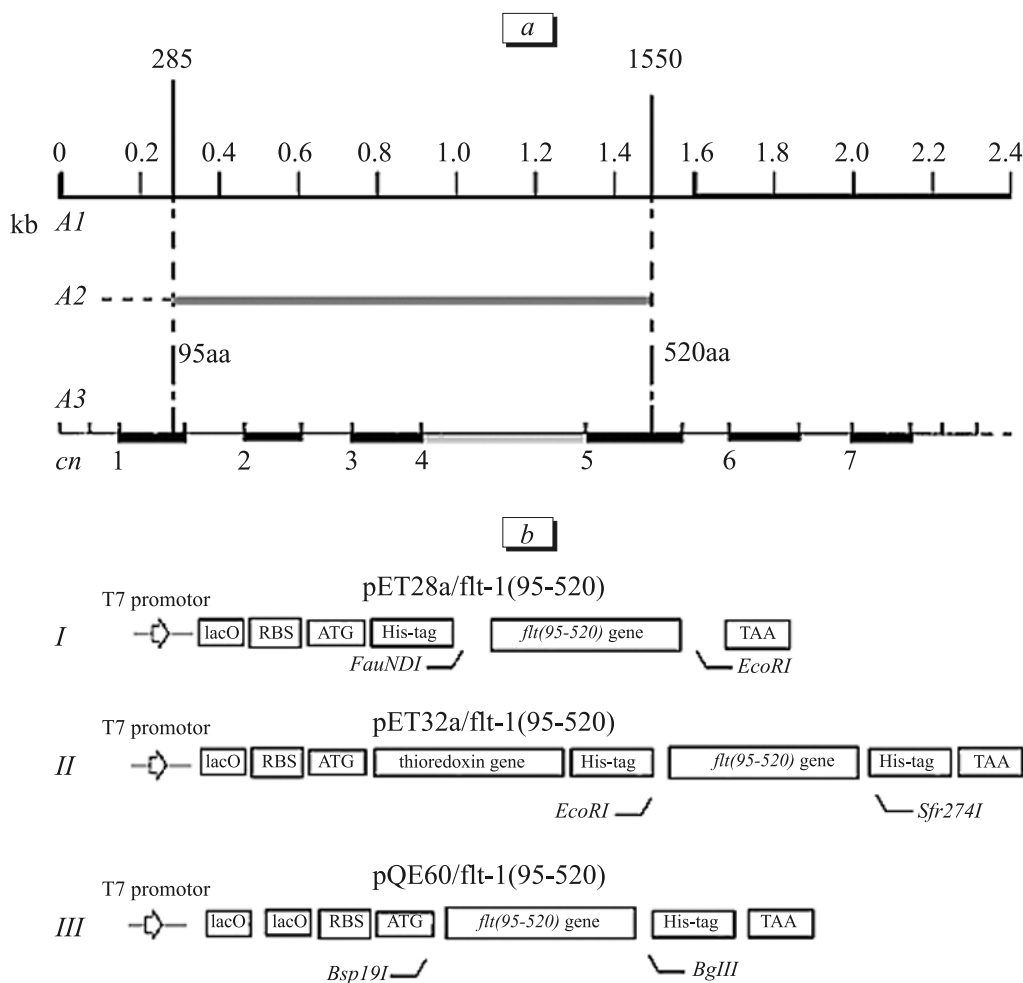 a
285 1550
0 0.2 0.4 0.6 0.8 1.0 1.2 1.4 1.6 1.8 2.0 2.2 2.4
kb A1
A2
95aa 520aa
A3
cn 1 2 3 4 5 6 7
b
pET28a/flt-1(95-520)
T7 promotor
I lacO RBS ATG His-tag flt(95-520) gene TAA
FauNDI EcoRI
pET32a/flt-1(95-520)
T7 promotor
II lacO RBS ATG thioredoxin gene His-tag flt(95-520) gene His-tag TAA
EcoRI Sfr274I
pQE60/flt-1(95-520)
T7 promotor
III lacO lacO RBS ATG flt(95-520) gene His-tag TAA
Bsp19I BgIII